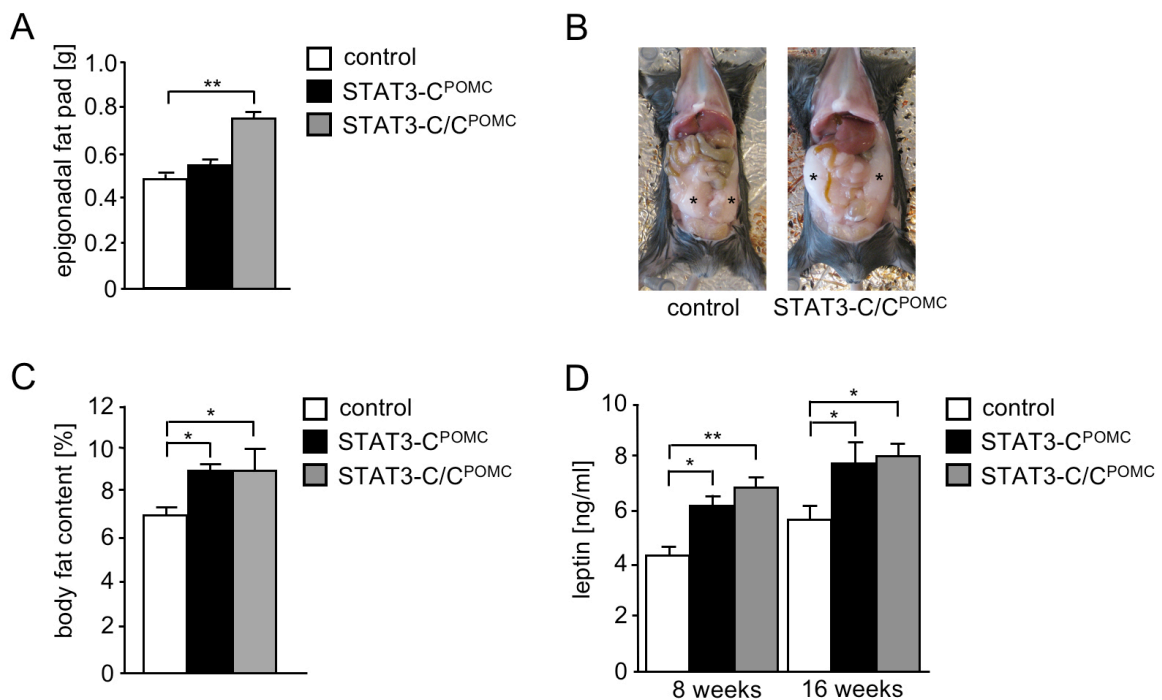 A
epigonadal fat pad [g]
1.0
0.8
0.6
0.4
0.2
0
**
control
STAT3-C^POMC
STAT3-C/C^POMC
B
* *
* *
control
STAT3-C/C^POMC
C
body fat content [%]
12
10
8
6
4
2
0
*
*
control
STAT3-C^POMC
STAT3-C/C^POMC
D
leptin [ng/ml]
10
8
6
4
2
0
**
*
*
*
8 weeks
16 weeks
control
STAT3-C^POMC
STAT3-C/C^POMC